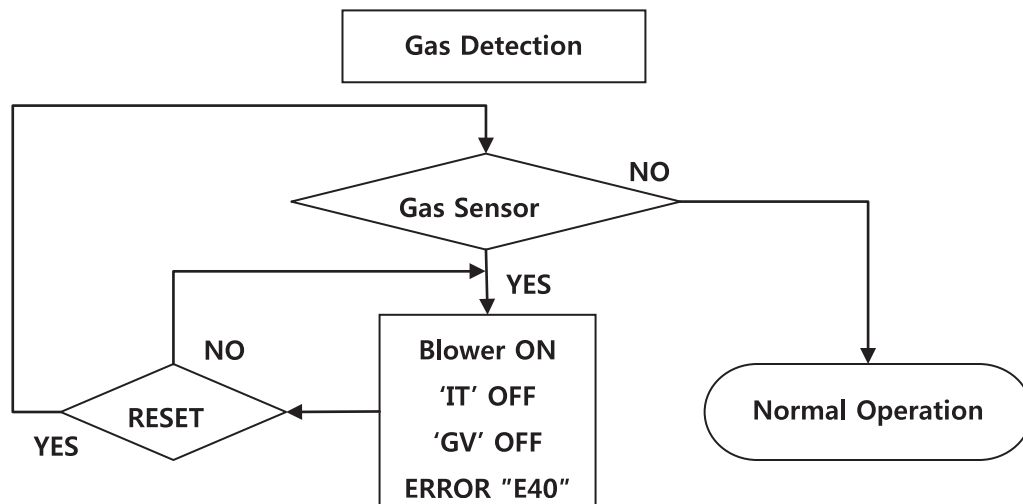 Gas Detection
NO
Gas Sensor
YES
NO
Blower ON
‘IT’ OFF
‘GV’ OFF
ERROR "E40"
RESET
YES
Normal Operation